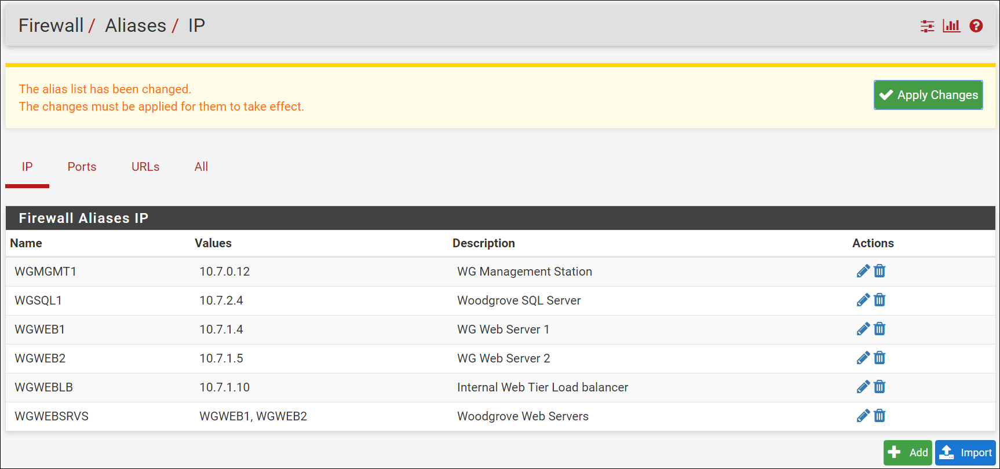 Firewall / Aliases / IP
The alias list has been changed.
The changes must be applied for them to take effect.
Apply Changes
IP Ports URLs All
Firewall Aliases IP
Name Values Description Actions
WGMGMT1 10.7.0.12 WG Management Station
WGSQL1 10.7.2.4 Woodgrove SQL Server
WGWEB1 10.7.1.4 WG Web Server 1
WGWEB2 10.7.1.5 WG Web Server 2
WGWEBLB 10.7.1.10 Internal Web Tier Load balancer
WGWEBSRVS WGWEB1, WGWEB2 Woodgrove Web Servers
Add Import